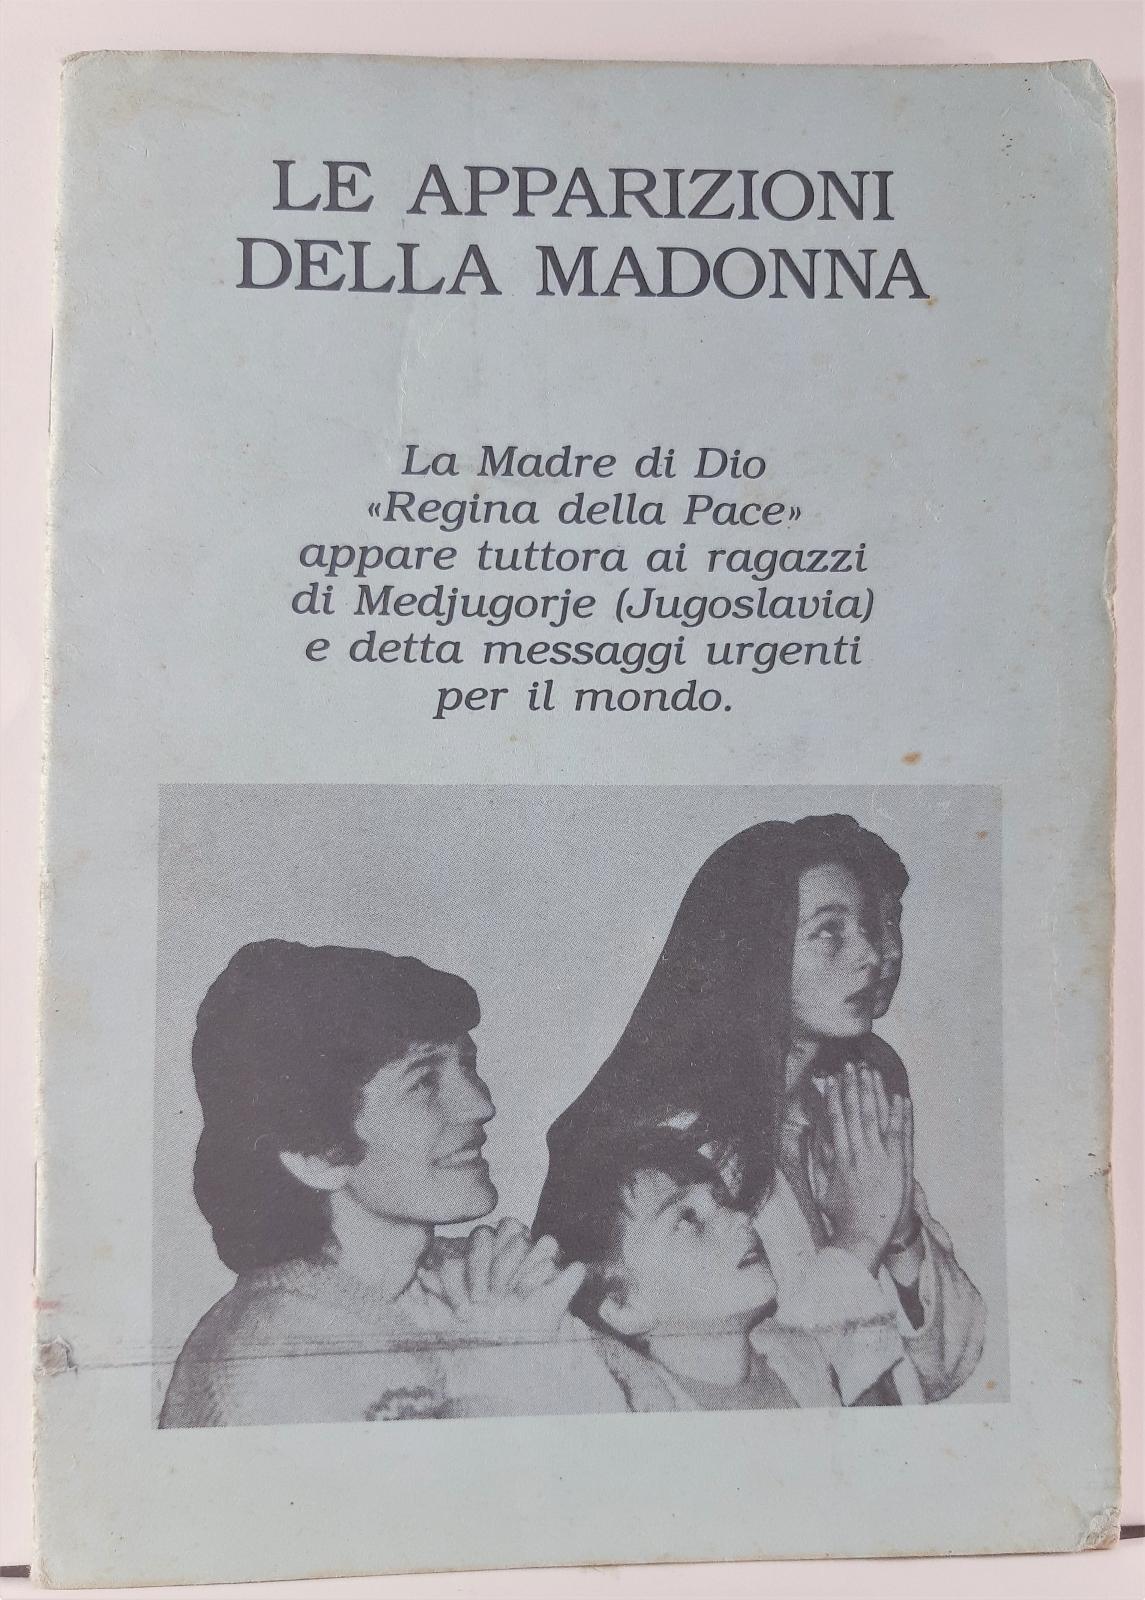 LE APPARIZIONI
DELLA MADONNA
La Madre di Dio
«Regina della Pace»
appare tuttora ai ragazzi
di Medjugorje (Jugoslavia)
e detta messaggi urgenti
per il mondo.